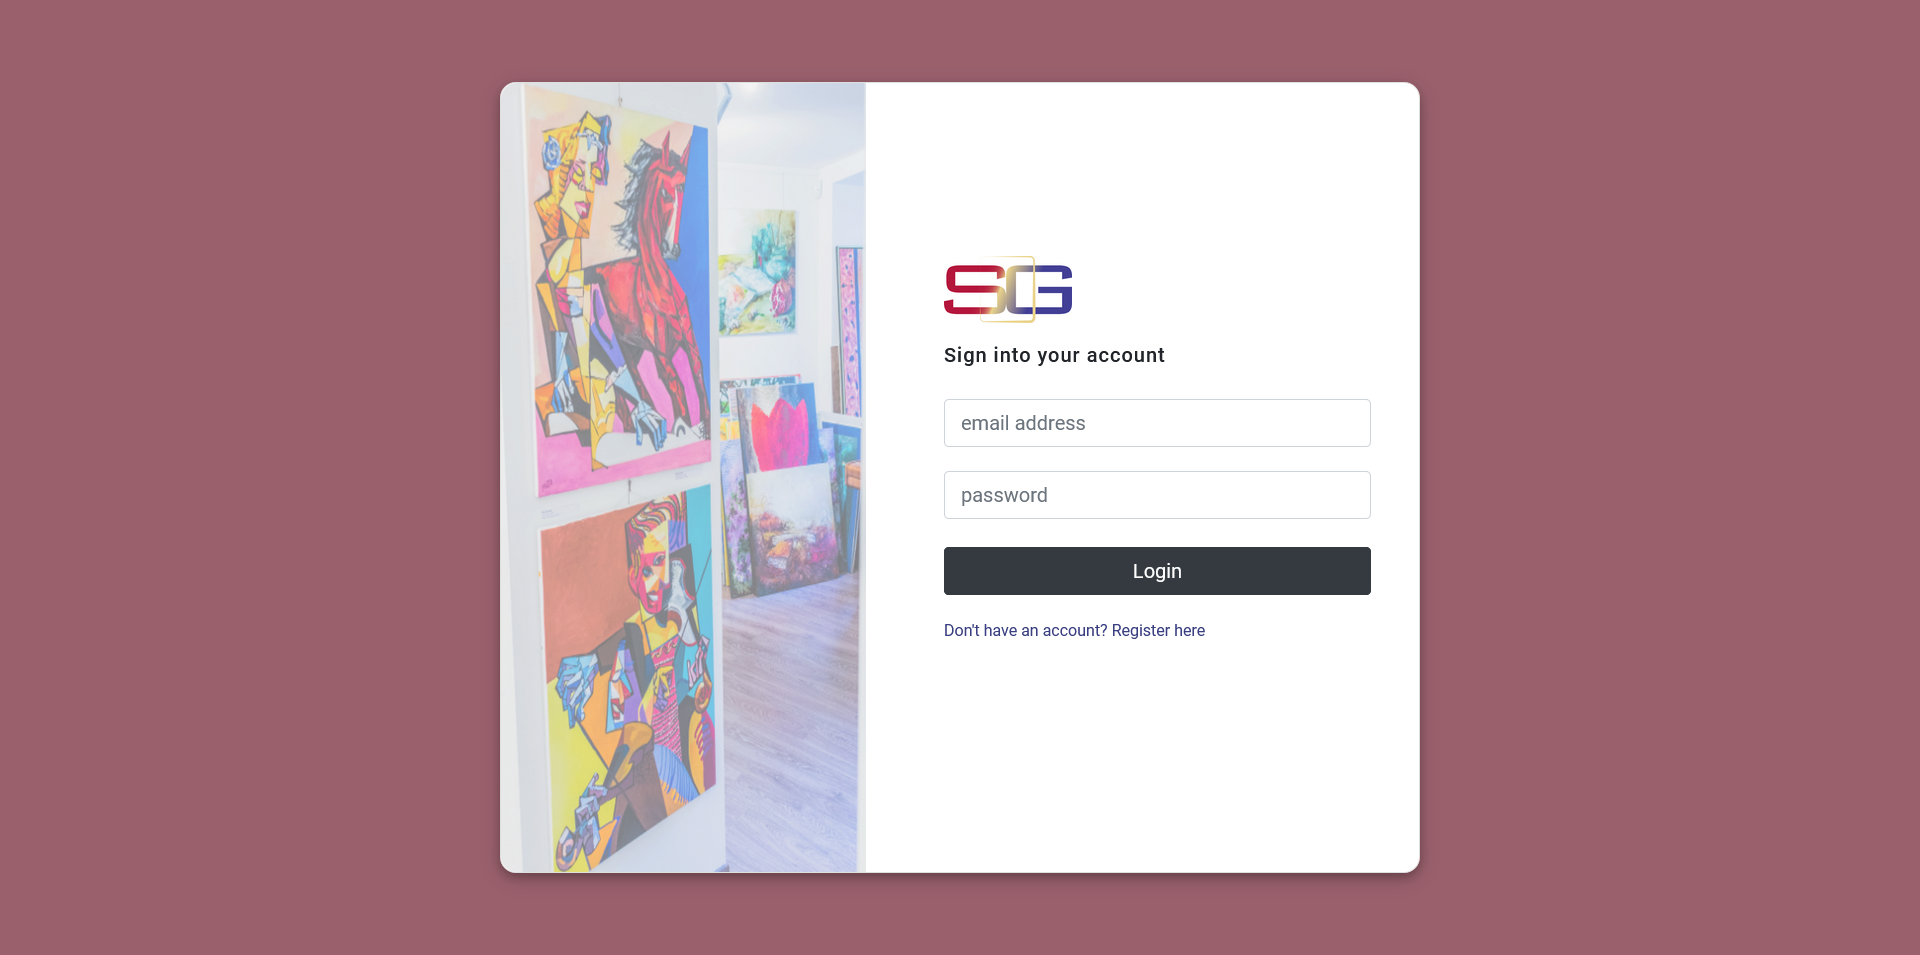 SG
Sign into your account
email address
password
Login
Don't have an account? Register here